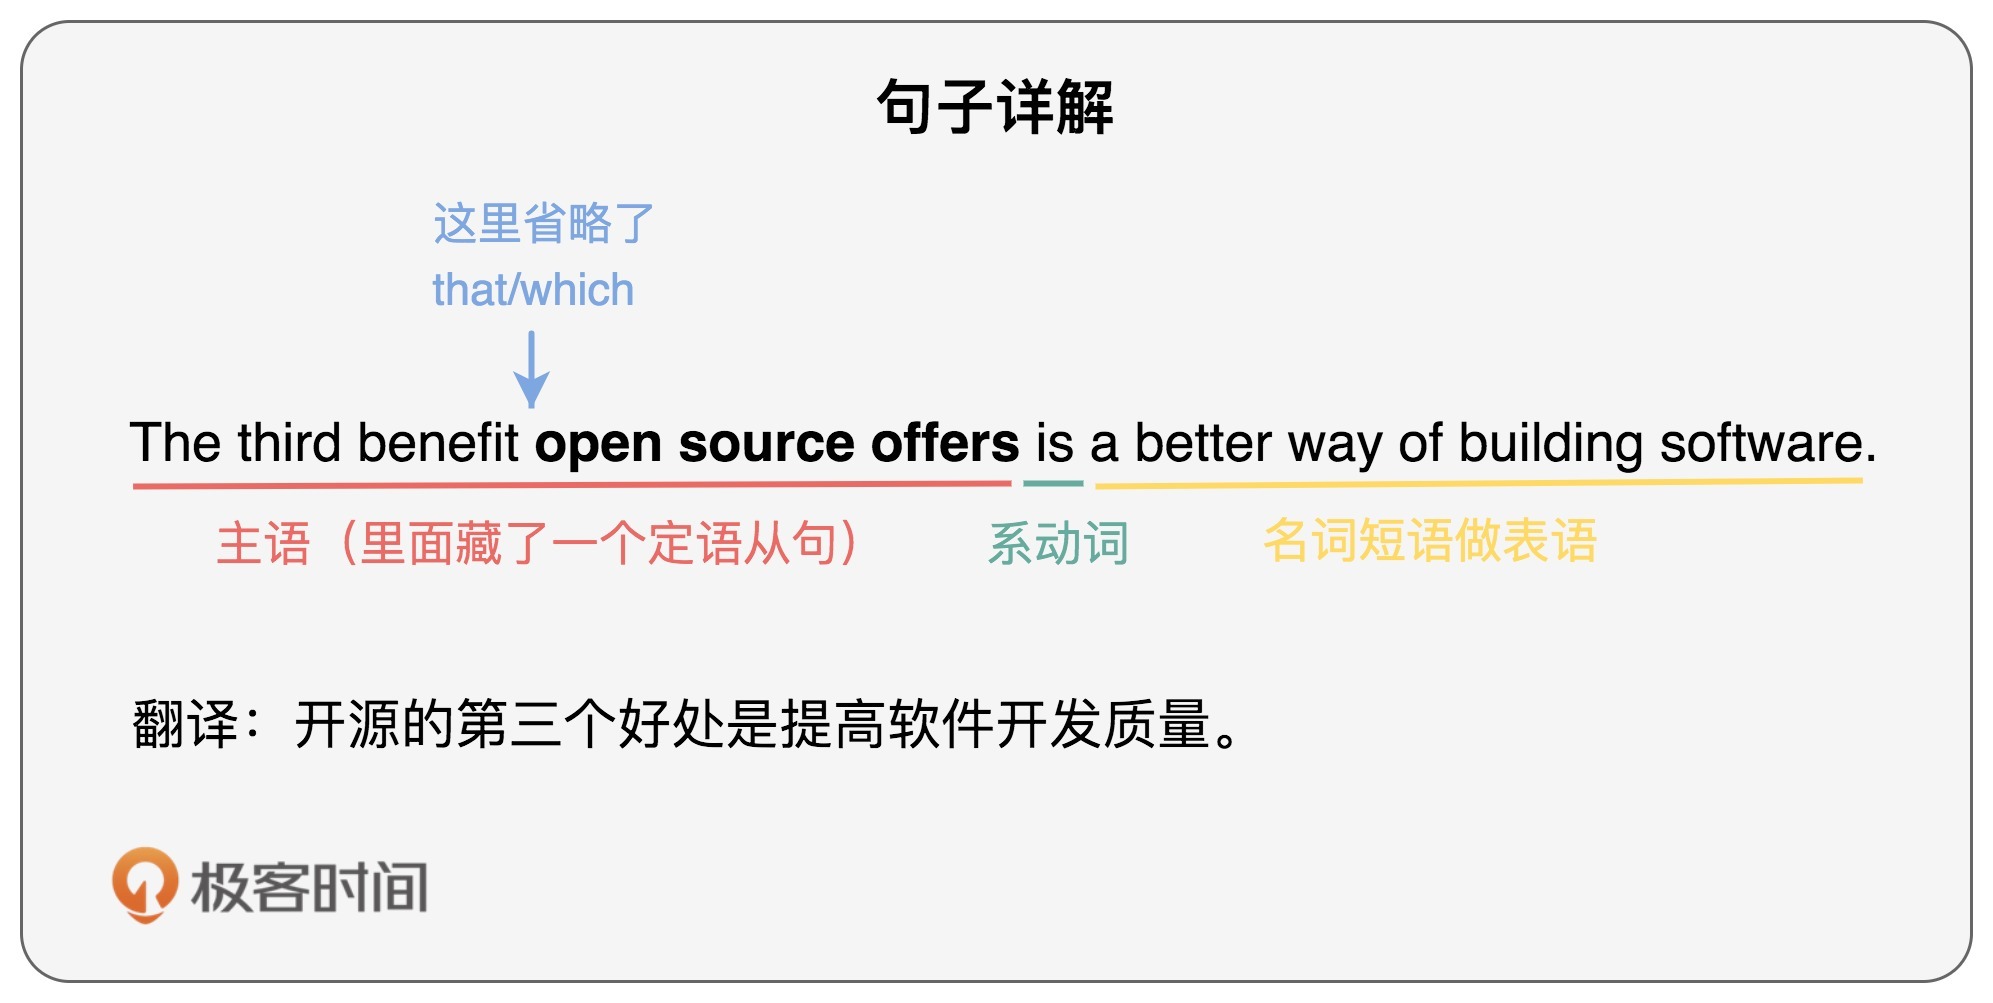 句子详解
这里省略了
that/which
The third benefit open source offers is a better way of building software.
主语（里面藏了一个定语从句） 系动词 名词短语做表语
翻译：开源的第三个好处是提高软件开发质量。
极客时间